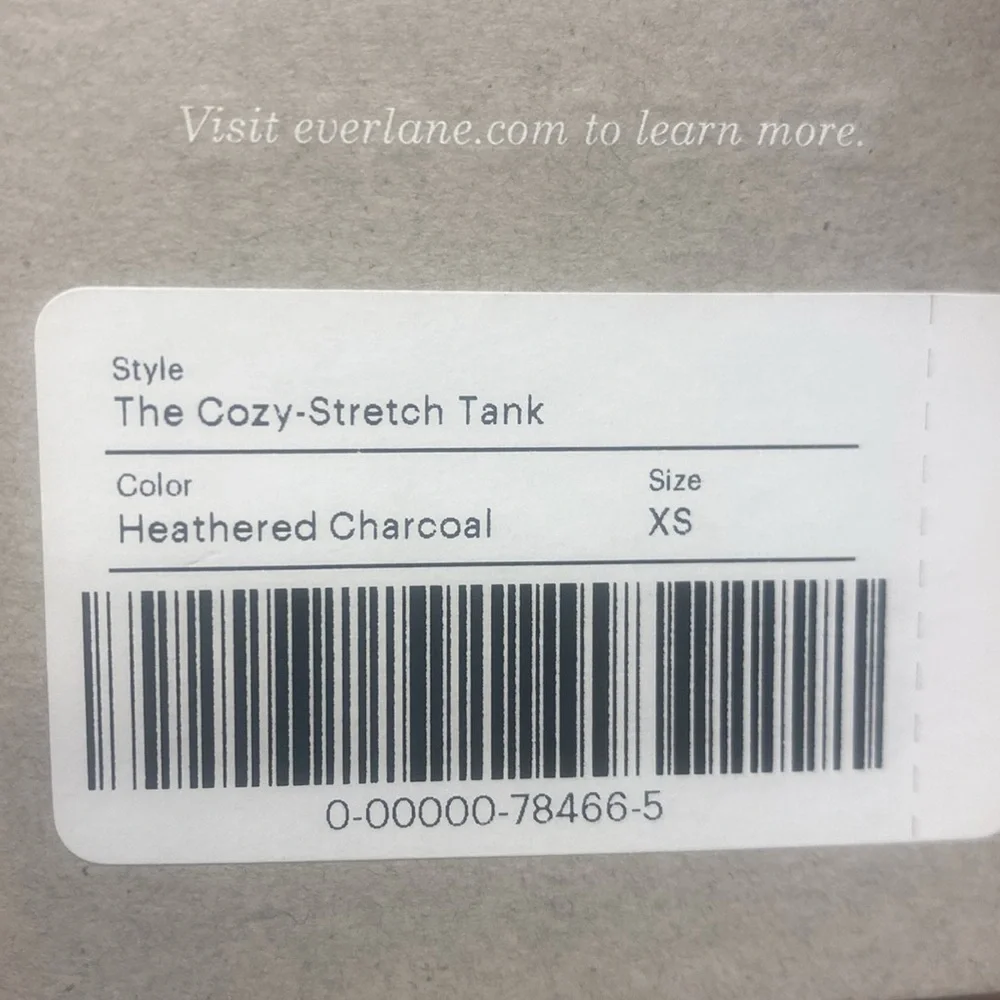 Visit everlane.com to learn more.
Style
The Cozy-Stretch Tank
Color
Size
Heathered Charcoal
XS
0-00000-78466-5